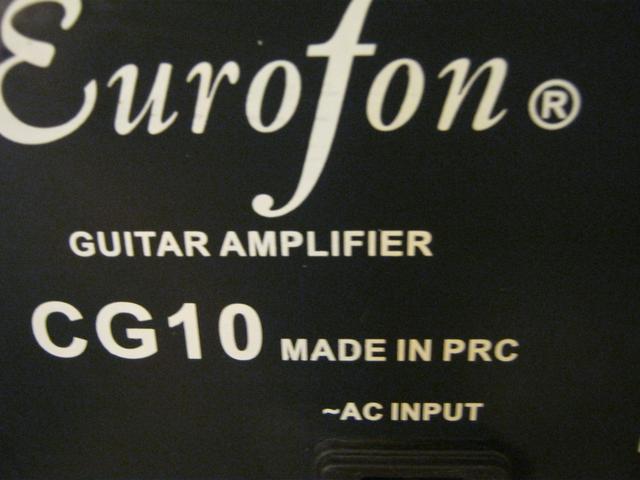 Eurofon®
GUITAR AMPLIFIER
CG10 MADE IN PRC
~AC INPUT